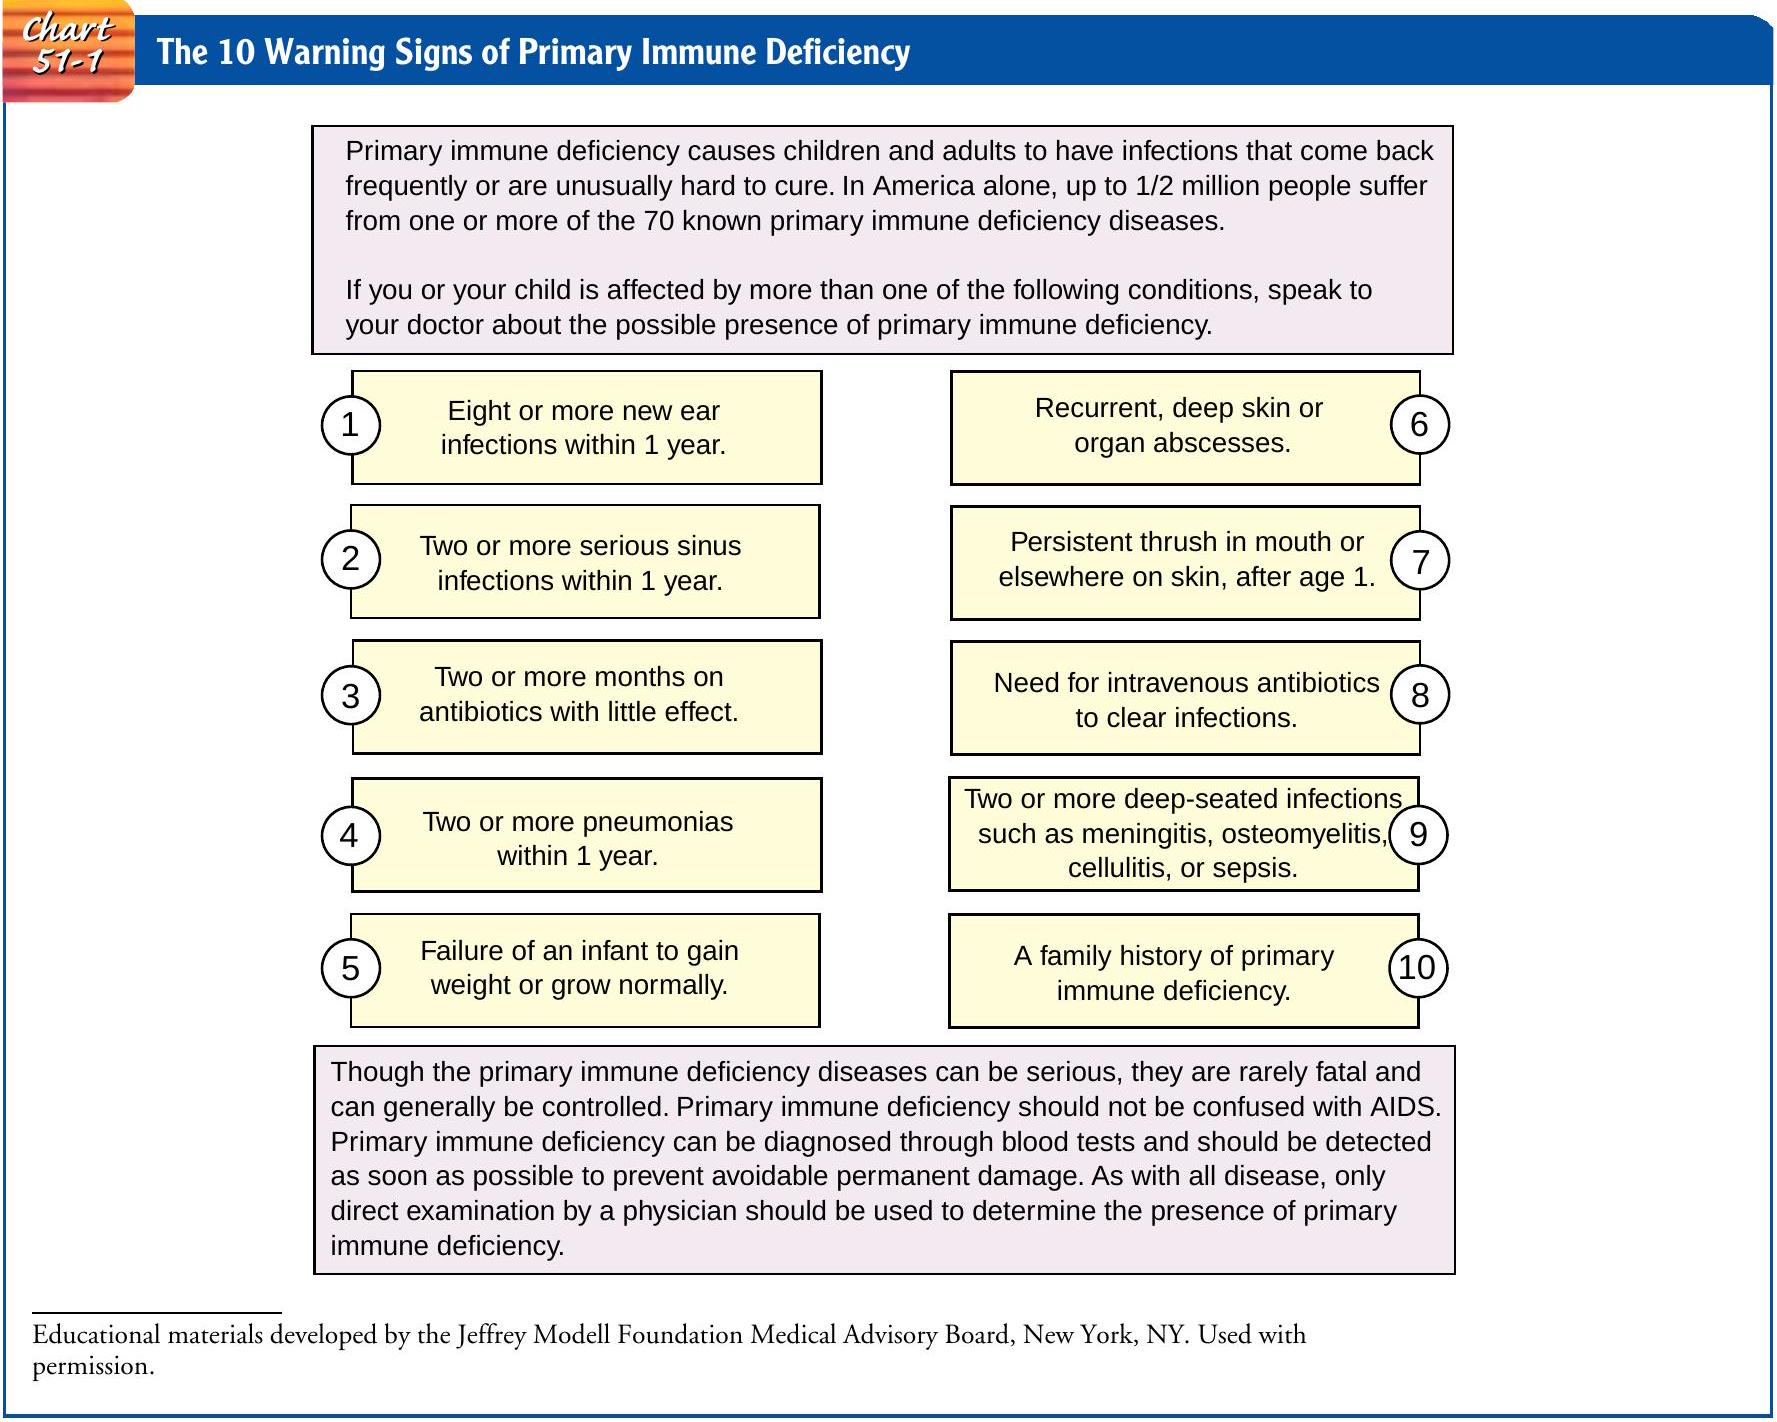 Chart
51-1
The 10 Warning Signs of Primary Immune Deficiency
Primary immune deficiency causes children and adults to have infections that come back
frequently or are unusually hard to cure. In America alone, up to 1/2 million people suffer
from one or more of the 70 known primary immune deficiency diseases.
If you or your child is affected by more than one of the following conditions, speak to
your doctor about the possible presence of primary immune deficiency.
1
Eight or more new ear
infections within 1 year.
2
Two or more serious sinus
infections within 1 year.
3
Two or more months on
antibiotics with little effect.
4
Two or more pneumonias
within 1 year.
5
Failure of an infant to gain
weight or grow normally.
Recurrent, deep skin or
organ abscesses.
6
Persistent thrush in mouth or
elsewhere on skin, after age 1.
7
Need for intravenous antibiotics
to clear infections.
8
Two or more deep-seated infections
such as meningitis, osteomyelitis,
cellulitis, or sepsis.
9
A family history of primary
immune deficiency.
10
Though the primary immune deficiency diseases can be serious, they are rarely fatal and
can generally be controlled. Primary immune deficiency should not be confused with AIDS.
Primary immune deficiency can be diagnosed through blood tests and should be detected
as soon as possible to prevent avoidable permanent damage. As with all disease, only
direct examination by a physician should be used to determine the presence of primary
immune deficiency.
Educational materials developed by the Jeffrey Modell Foundation Medical Advisory Board, New York, NY. Used with
permission.